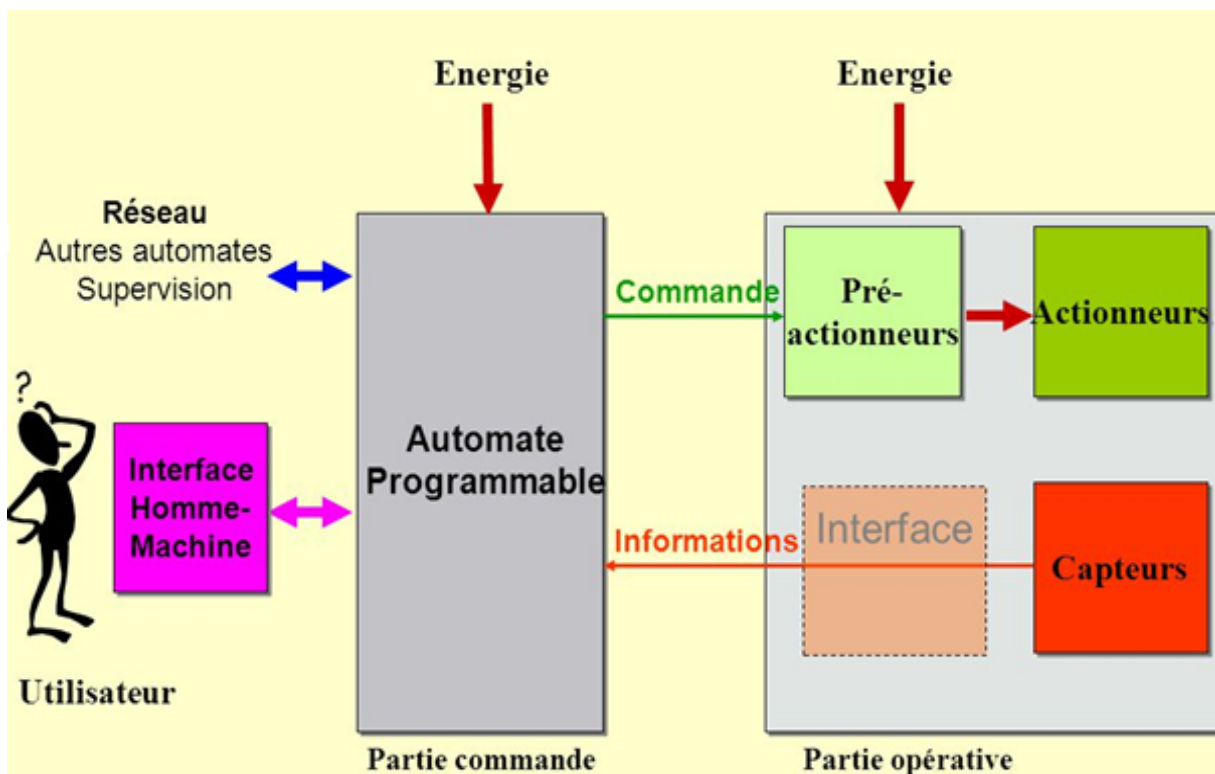 Energie
Energie
Réseau
Autres automates
Supervision
Commande
Pré-
actionneurs
Actionneurs
?
Automate
Programmable
Interface
Homme-
Machine
Informations
Interface
Capteurs
Utilisateur
Partie commande
Partie opérative